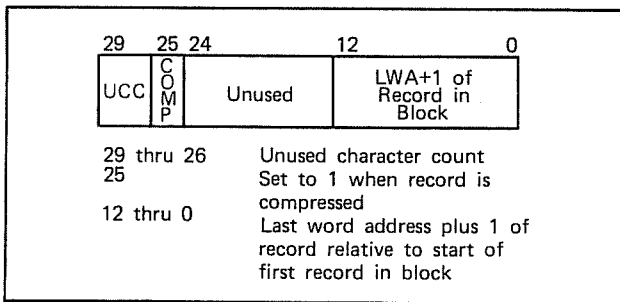 29 25 24 12 0
UCC COMP Unused LWA+1 of
Record in
Block
29 thru 26 Unused character count
25 Set to 1 when record is
compressed
12 thru 0 Last word address plus 1 of
record relative to start of
first record in block